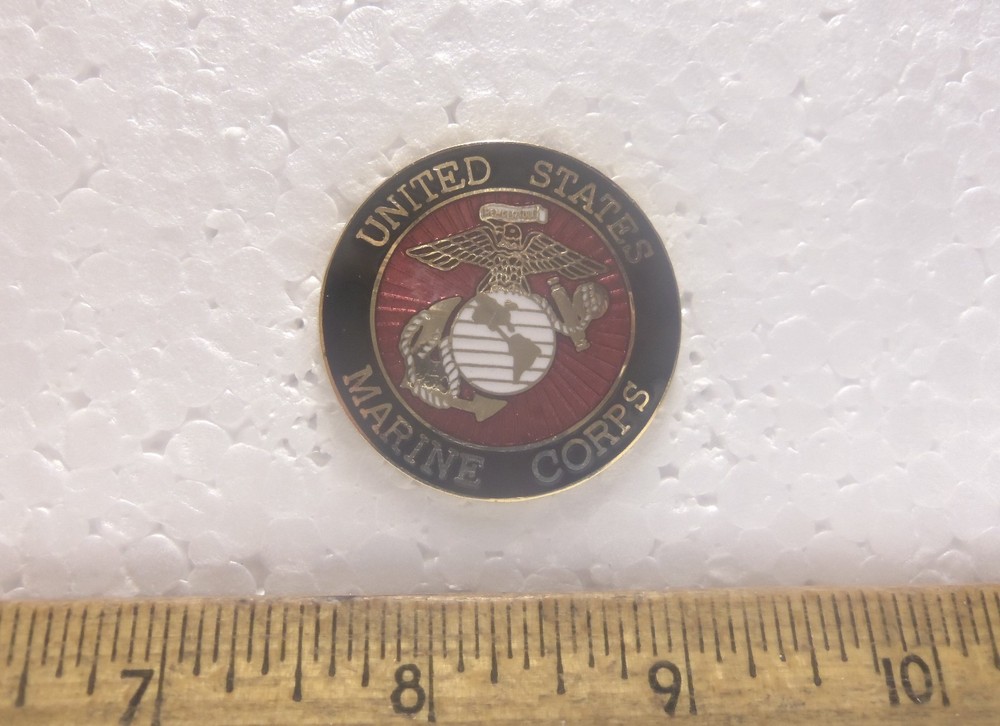 UNITED STATES
MARINE CORPS
7 8 9 10